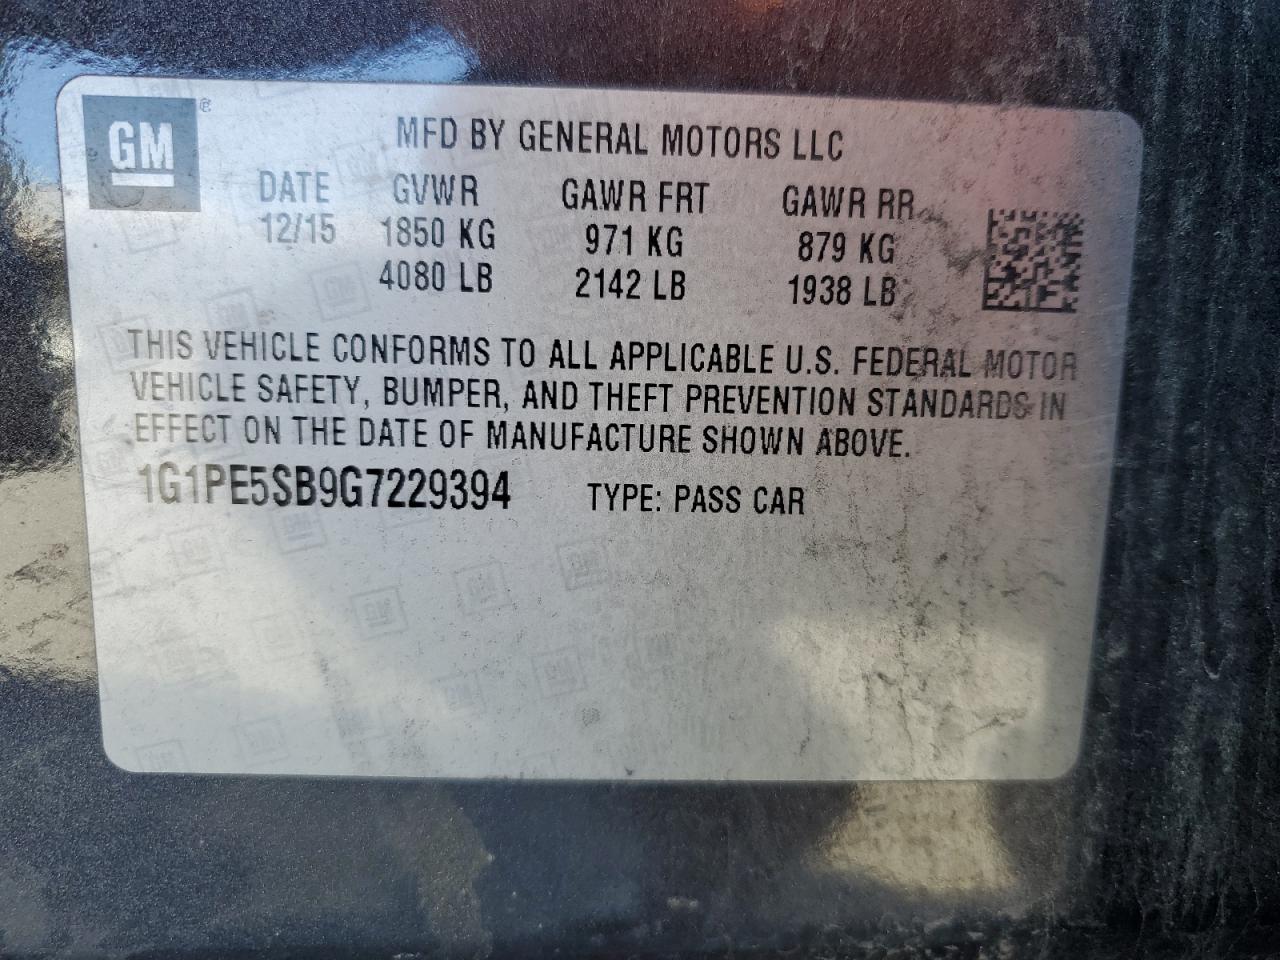 GM
MFD BY GENERAL MOTORS LLC
DATE GVWR GAWR FRT GAWR RR
12/15 1850 KG 971 KG 879 KG
4080 LB 2142 LB 1938 LB
THIS VEHICLE CONFORMS TO ALL APPLICABLE U.S. FEDERAL MOTOR
VEHICLE SAFETY, BUMPER, AND THEFT PREVENTION STANDARDS IN
EFFECT ON THE DATE OF MANUFACTURE SHOWN ABOVE.
1G1PE5SB9G7229394 TYPE: PASS CAR